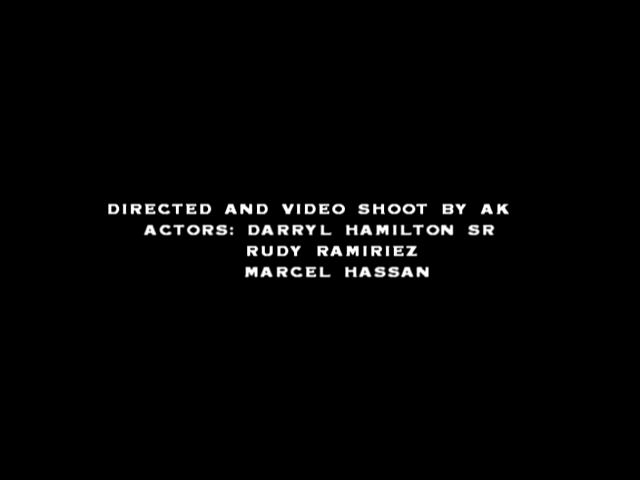 DIRECTED AND VIDEO SHOOT BY AK
ACTORS: DARRYL HAMILTON SR
RUDY RAMIRIEZ
MARCEL HASSAN